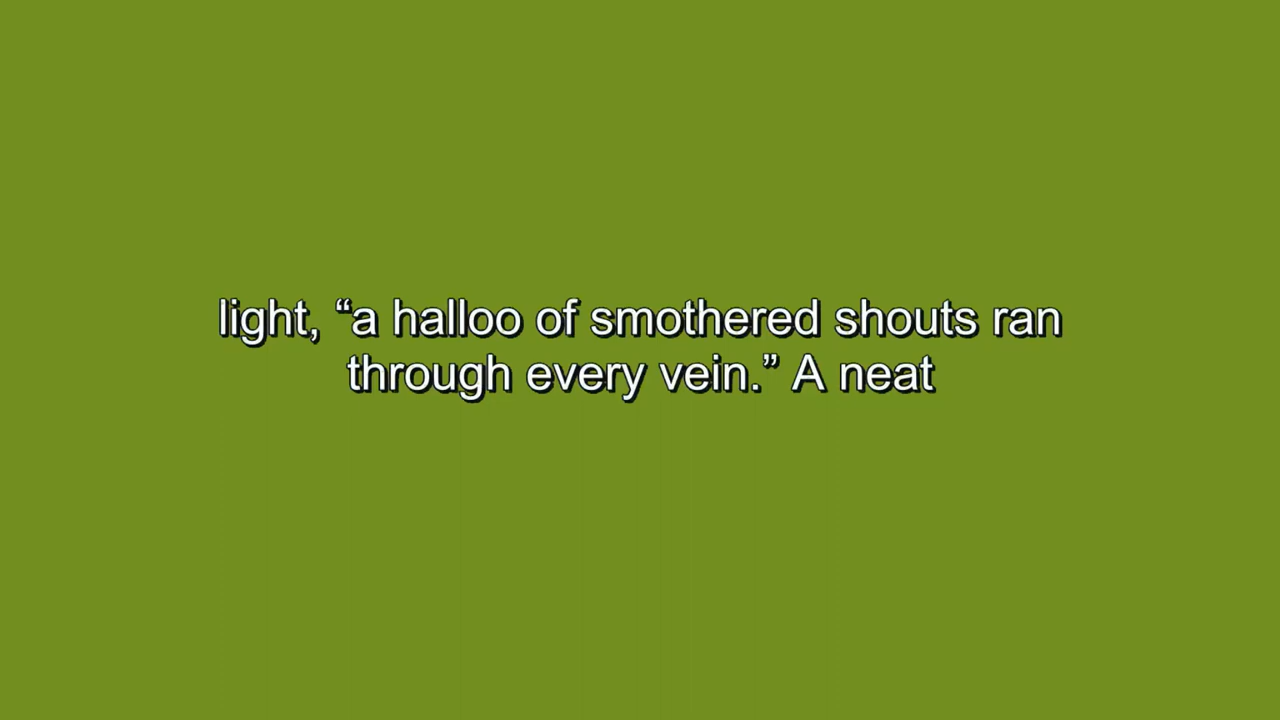 light, “a halloo of smothered shouts ran
through every vein.” A neat